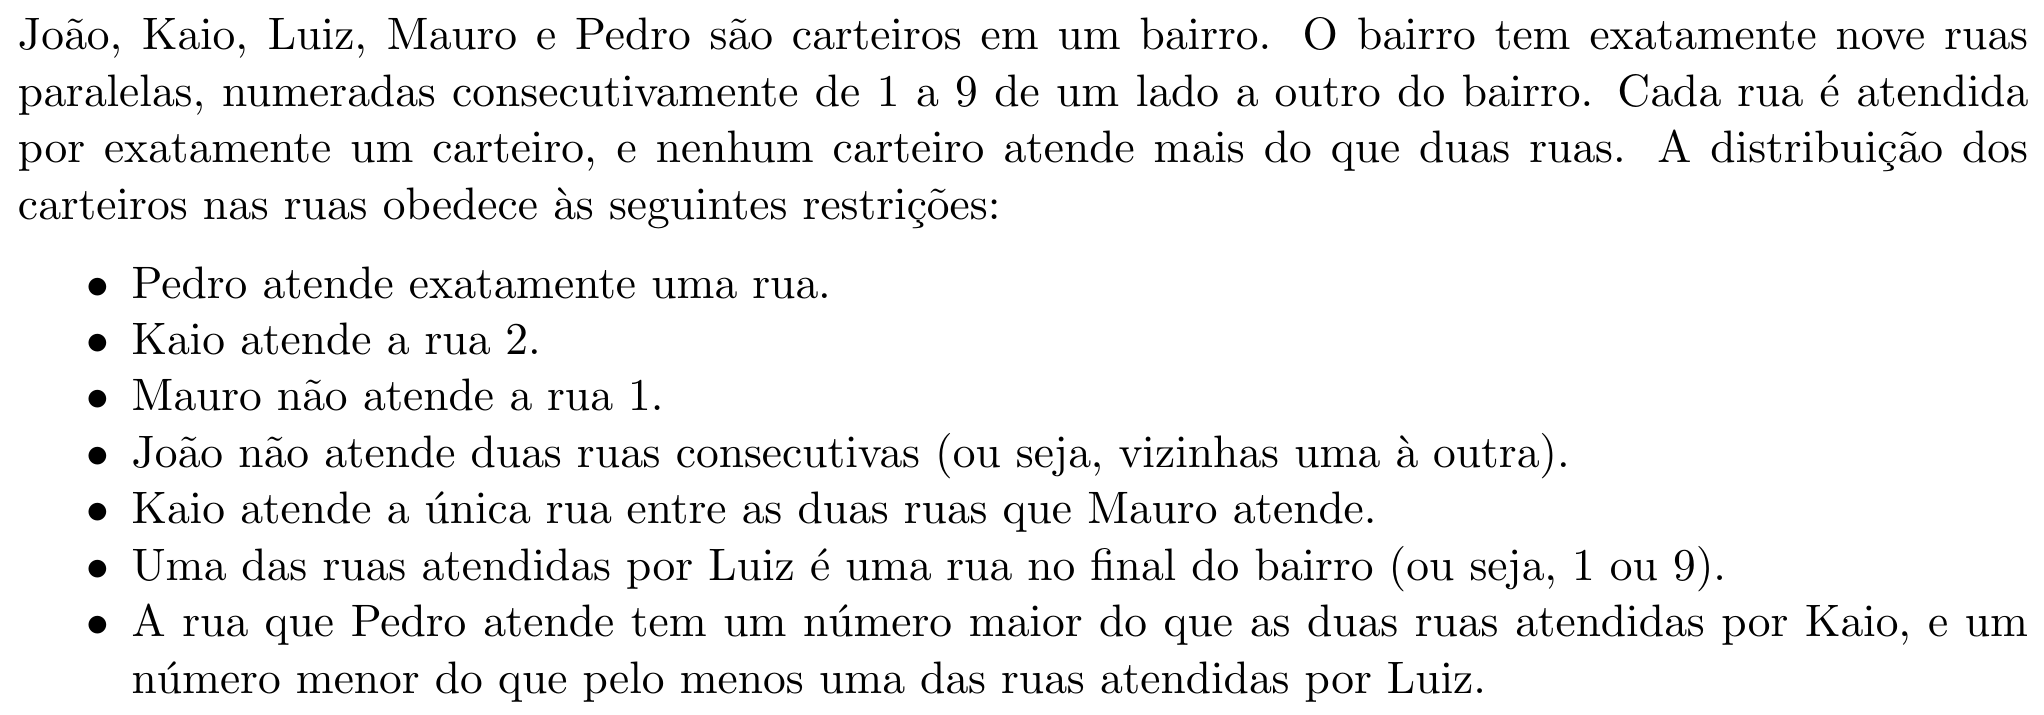 João, Kaio, Luiz, Mauro e Pedro são carteiros em um bairro. O bairro tem exatamente nove ruas
paralelas, numeradas consecutivamente de 1 a 9 de um lado a outro do bairro. Cada rua é atendida
por exatamente um carteiro, e nenhum carteiro atende mais do que duas ruas. A distribuição dos
carteiros nas ruas obedece às seguintes restrições:
• Pedro atende exatamente uma rua.
• Kaio atende a rua 2.
• Mauro não atende a rua 1.
• João não atende duas ruas consecutivas (ou seja, vizinhas uma à outra).
• Kaio atende a única rua entre as duas ruas que Mauro atende.
• Uma das ruas atendidas por Luiz é uma rua no final do bairro (ou seja, 1 ou 9).
• A rua que Pedro atende tem um número maior do que as duas ruas atendidas por Kaio, e um
número menor do que pelo menos uma das ruas atendidas por Luiz.